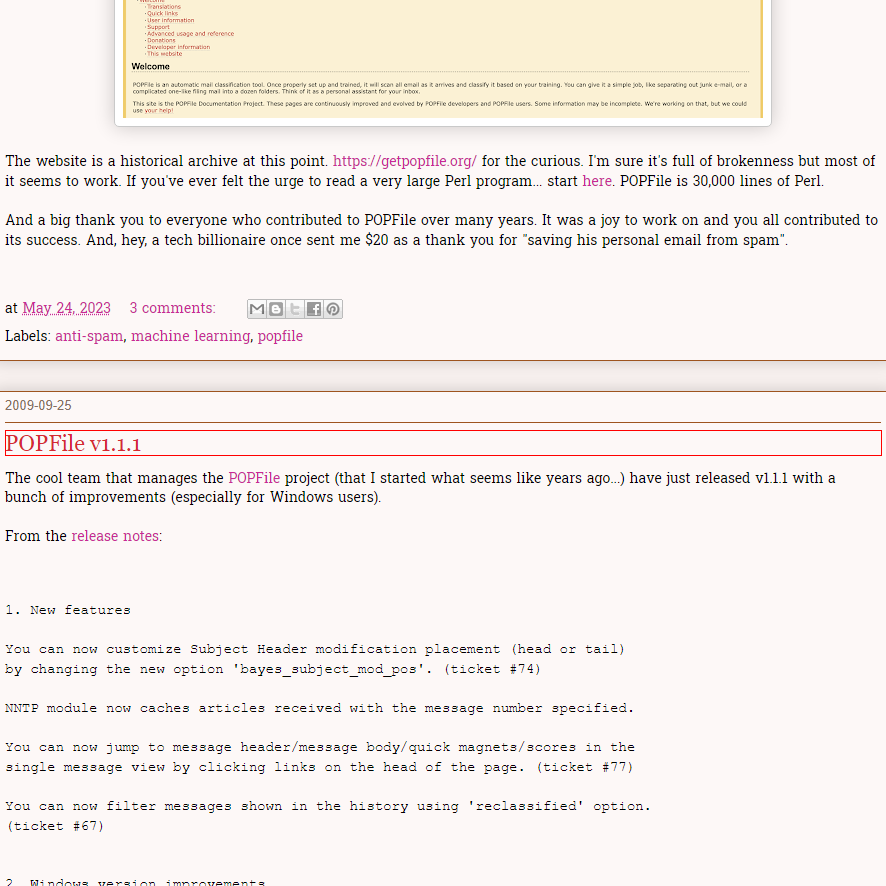 · Translations
· Quick links
· User information
· Support
· Advanced usage and reference
· Donations
· Developer information
· This website
Welcome
POPFile is an automatic mail classification tool. Once properly set up and trained, it will scan all email as it arrives and classify it based on your training. You can give it a simple job, like separating out junk e-mail, or a
complicated one-like filing mail into a dozen folders. Think of it as a personal assistant for your inbox.
This site is the POPFile Documentation Project. These pages are continuously improved and evolved by POPFile developers and POPFile users. Some information may be incomplete. We're working on that, but we could
use your help!
The website is a historical archive at this point. https://getpopfile.org/ for the curious. I'm sure it's full of brokenness but most of
it seems to work. If you've ever felt the urge to read a very large Perl program... start here. POPFile is 30,000 lines of Perl.
And a big thank you to everyone who contributed to POPFile over many years. It was a joy to work on and you all contributed to
its success. And, hey, a tech billionaire once sent me $20 as a thank you for "saving his personal email from spam".
at May 24, 2023 3 comments:
Labels: anti-spam, machine learning, popfile
2009-09-25
POPFile v1.1.1
The cool team that manages the POPFile project (that I started what seems like years ago...) have just released v1.1.1 with a
bunch of improvements (especially for Windows users).
From the release notes:
1. New features
You can now customize Subject Header modification placement (head or tail)
by changing the new option 'bayes_subject_mod_pos'. (ticket #74)
NNTP module now caches articles received with the message number specified.
You can now jump to message header/message body/quick magnets/scores in the
single message view by clicking links on the head of the page. (ticket #77)
You can now filter messages shown in the history using 'reclassified' option.
(ticket #67)
2. Windows version improvements